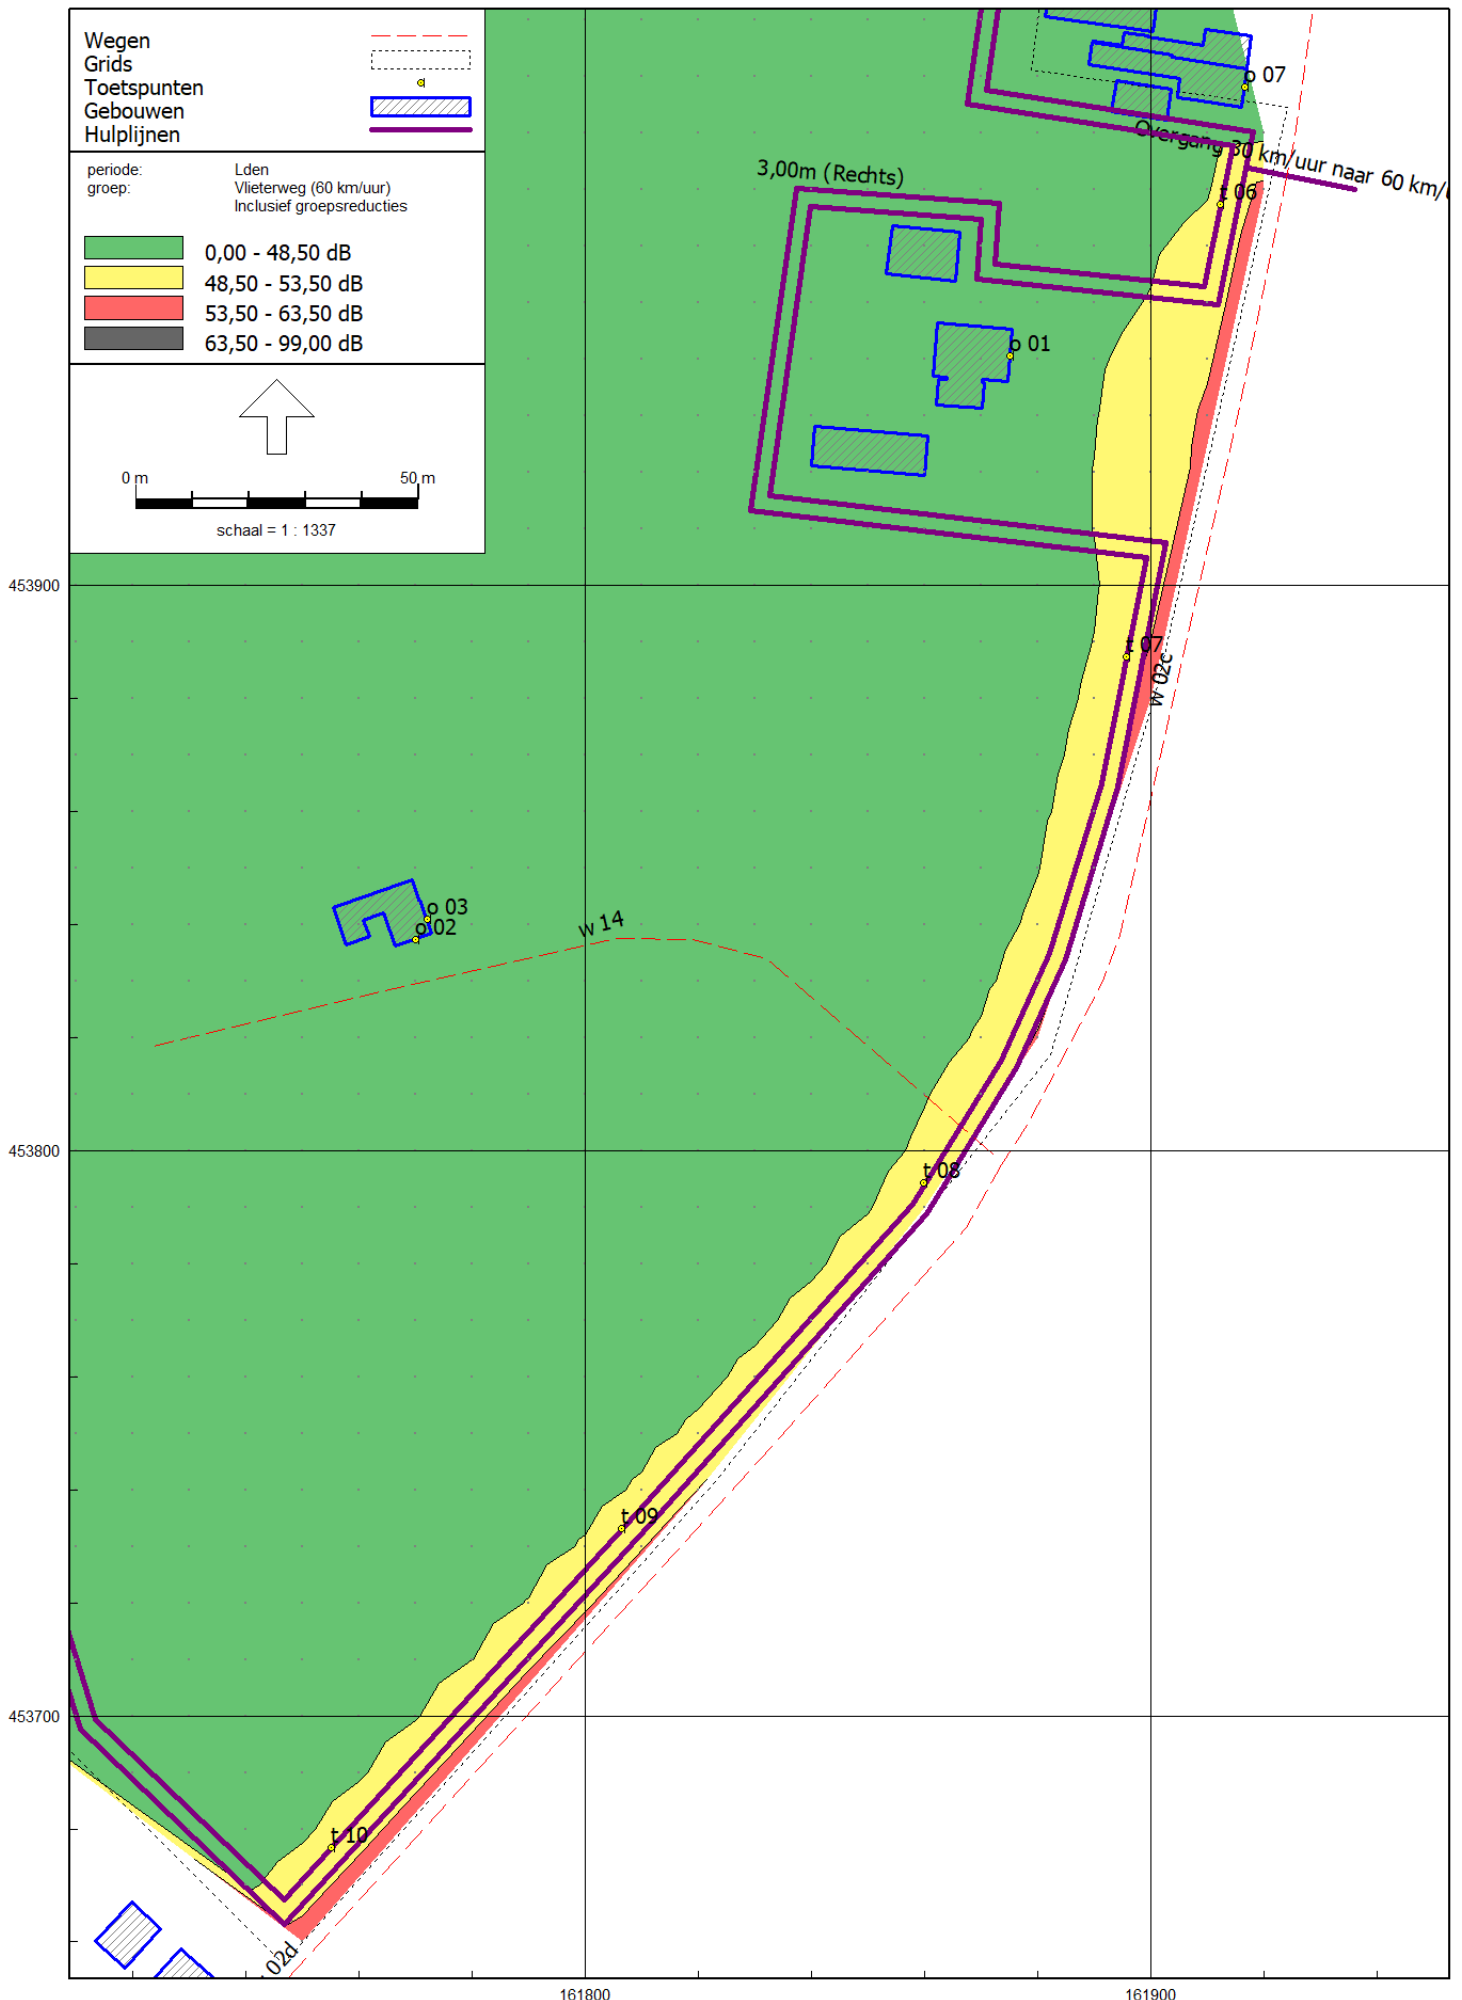 Wegen
Grids
Toetspunten
Gebouwen
Hulplijnen
periode: Lden
groep: Vlieterweg (60 km/uur)
Inclusief groepsreducties
0,00 - 48,50 dB
48,50 - 53,50 dB
53,50 - 63,50 dB
63,50 - 99,00 dB
0 m 50 m
schaal = 1 : 1337
o 07
Overgang 30 km/uur naar 60 km/u
3,00m (Rechts)
t 06
o 01
453900
t 07
w 02c
o 03
o 02
w 14
453800
t 08
t 09
453700
t 10
02d
161800 161900